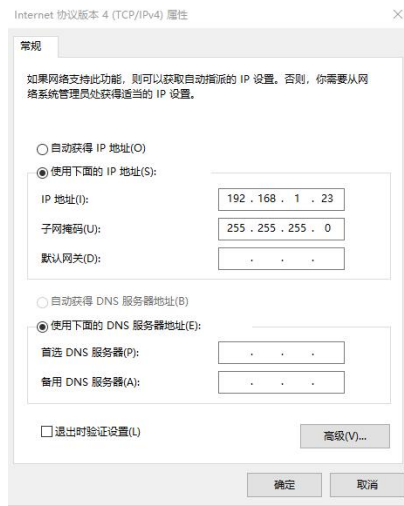 Internet 协议版本 4 (TCP/IPv4) 属性
常规
如果网络支持此功能，则可以获取自动指派的 IP 设置。否则，你需要从网
络系统管理员处获得适当的 IP 设置。
自动获得 IP 地址(O)
使用下面的 IP 地址(S):
IP 地址(I): 192 . 168 . 1 . 23
子网掩码(U): 255 . 255 . 255 . 0
默认网关(D): . . .
自动获得 DNS 服务器地址(B)
使用下面的 DNS 服务器地址(E):
首选 DNS 服务器(P): . . .
备用 DNS 服务器(A): . . .
退出时验证设置(L)
高级(V)...
确定 取消